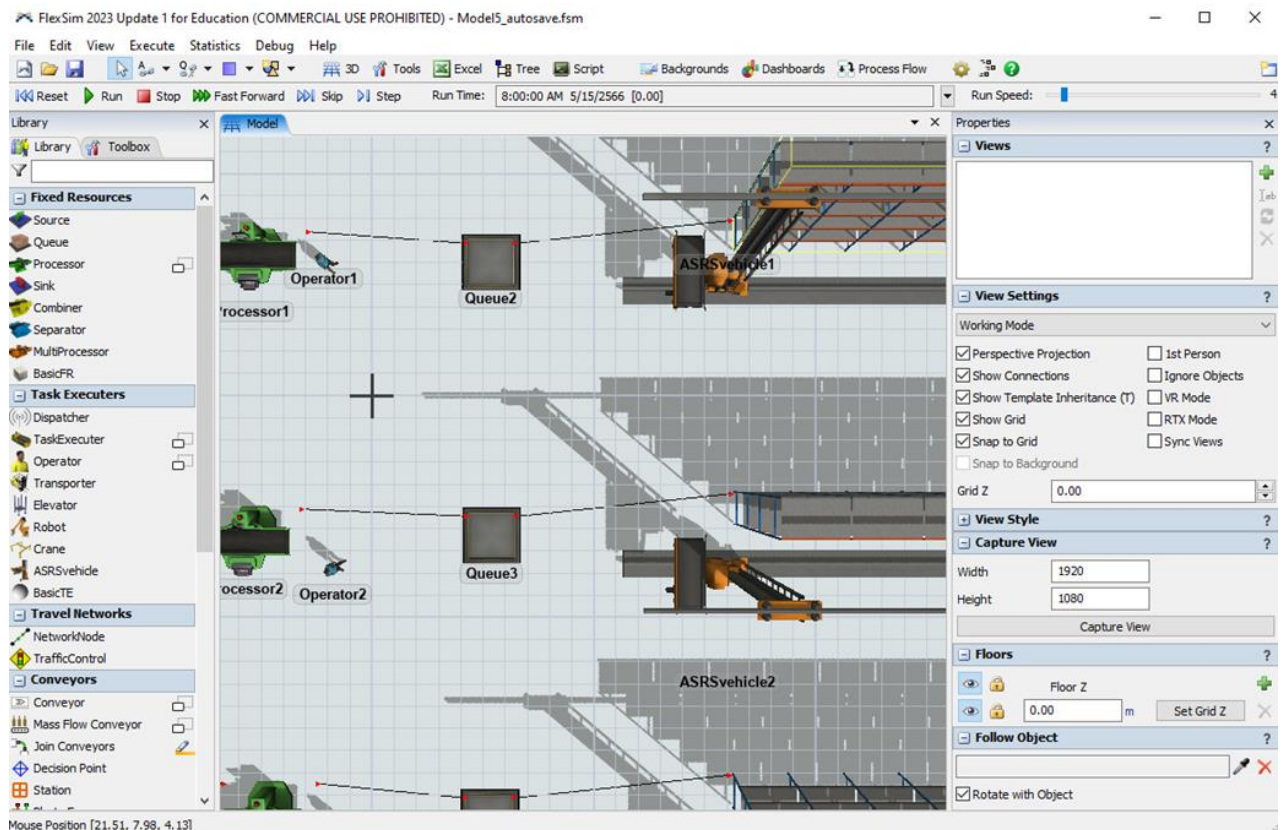 FlexSim 2023 Update 1 for Education (COMMERCIAL USE PROHIBITED) - Model5_autosave.fsm
File Edit View Execute Statistics Debug Help
3D Tools Excel Tree Script Backgrounds Dashboards Process Flow
Reset Run Stop Fast Forward Skip Step Run Time: 8:00:00 AM 5/15/2566 [0.00] Run Speed: 4
Library
Library Toolbox
Fixed Resources
Source
Queue
Processor
Sink
Combiner
Separator
MultiProcessor
BasicFR
Task Executers
Dispatcher
TaskExecuter
Operator
Transporter
Elevator
Robot
Crane
ASRSvehicle
BasicTE
Travel Networks
NetworkNode
TrafficControl
Conveyors
Conveyor
Mass Flow Conveyor
Join Conveyors
Decision Point
Station
Model
Operator1
rocessor1
Queue2
ASRSvehicle1
ocessor2
Operator2
Queue3
ASRSvehicle2
Properties
Views ?
View Settings ?
Working Mode
Perspective Projection 1st Person
Show Connections Ignore Objects
Show Template Inheritance (T) VR Mode
Show Grid RTX Mode
Snap to Grid Sync Views
Snap to Background
Grid Z 0.00
View Style ?
Capture View ?
Width 1920
Height 1080
Capture View
Floors ?
Floor Z
0.00 m Set Grid Z
Follow Object ?
Rotate with Object
Mouse Position [21.51, 7.98, 4.13]